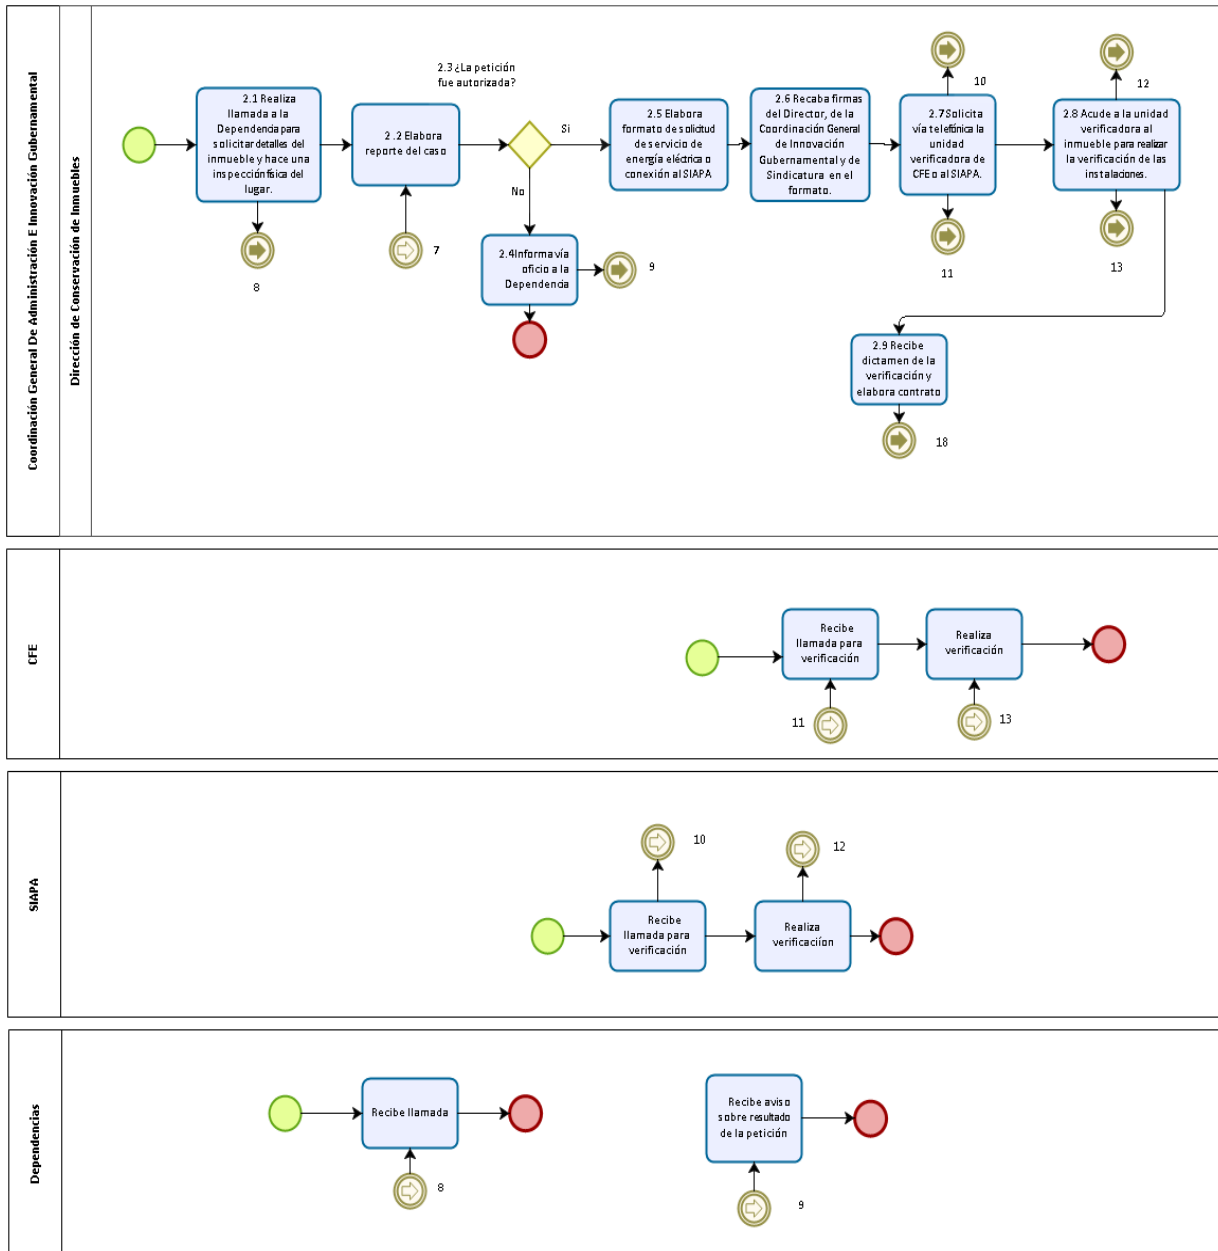 Coordinación General De Administración E Innovación Gubernamental
Dirección de Conservación de Inmuebles
2.1 Realiza
llamada a la
Dependencia para
solicitar detalles del
inmueble y hace una
inspección física del
lugar.
8
2.2 Elabora
reporte del caso
7
2.3 ¿La petición
fue autorizada?
Si
No
2.4 Informa vía
oficio a la
Dependencia
9
2.5 Elabora
formato de solicitud
de servicio de
energía eléctrica o
conexión al SIAPA
2.6 Recaba firmas
del Director, de la
Coordinación General
de Innovación
Gubernamental y de
Sindicatura en el
formato.
10
2.7 Solicita
vía telefónica la
unidad
verificadora de
CFE o al SIAPA.
11
12
2.8 Acude a la unidad
verificadora al
inmueble para realizar
la verificación de las
instalaciones.
13
2.9 Recibe
dictamen de la
verificación y
elabora contrato
18
CFE
Recibe
llamada para
verificación
11
Realiza
verificación
13
SIAPA
10
Recibe
llamada para
verificación
12
Realiza
verificaciíon
Dependencias
Recibe llamada
8
Recibe aviso
sobre resultado
de la petición
9